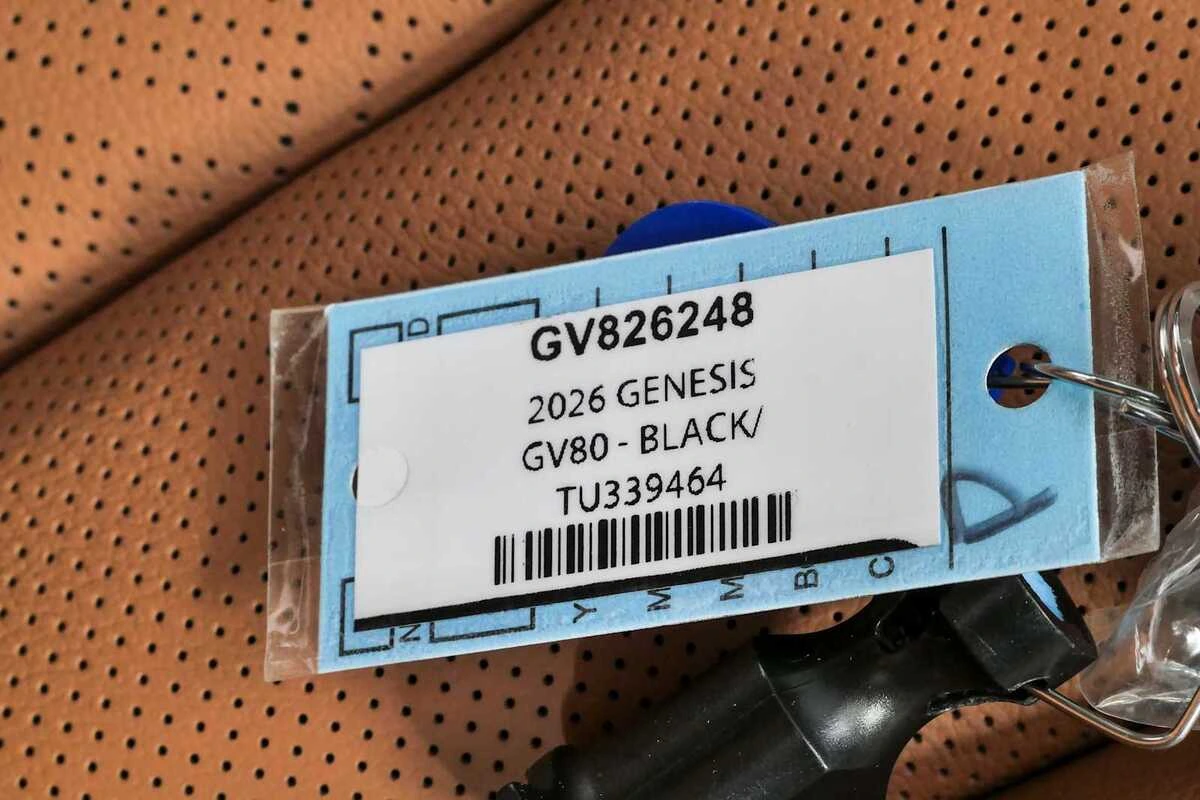 GV826248
2026 GENESIS
GV80 - BLACK/
TU339464
D
N
Y
M
M
B
C